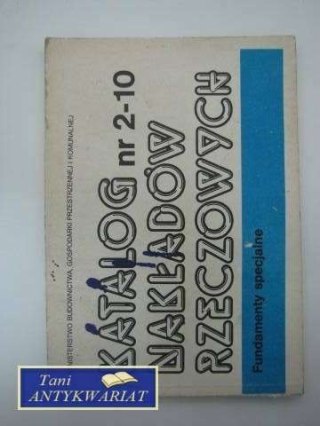 MINISTERSTWO BUDOWNICTWA, GOSPODARKI PRZESTRZENNEJ I KOMUNALNEJ
KATALOG nr 2-10
NAKŁADÓW
RZECZOWYCH
Fundamenty specjalne
Tani
ANTYKWARIAT